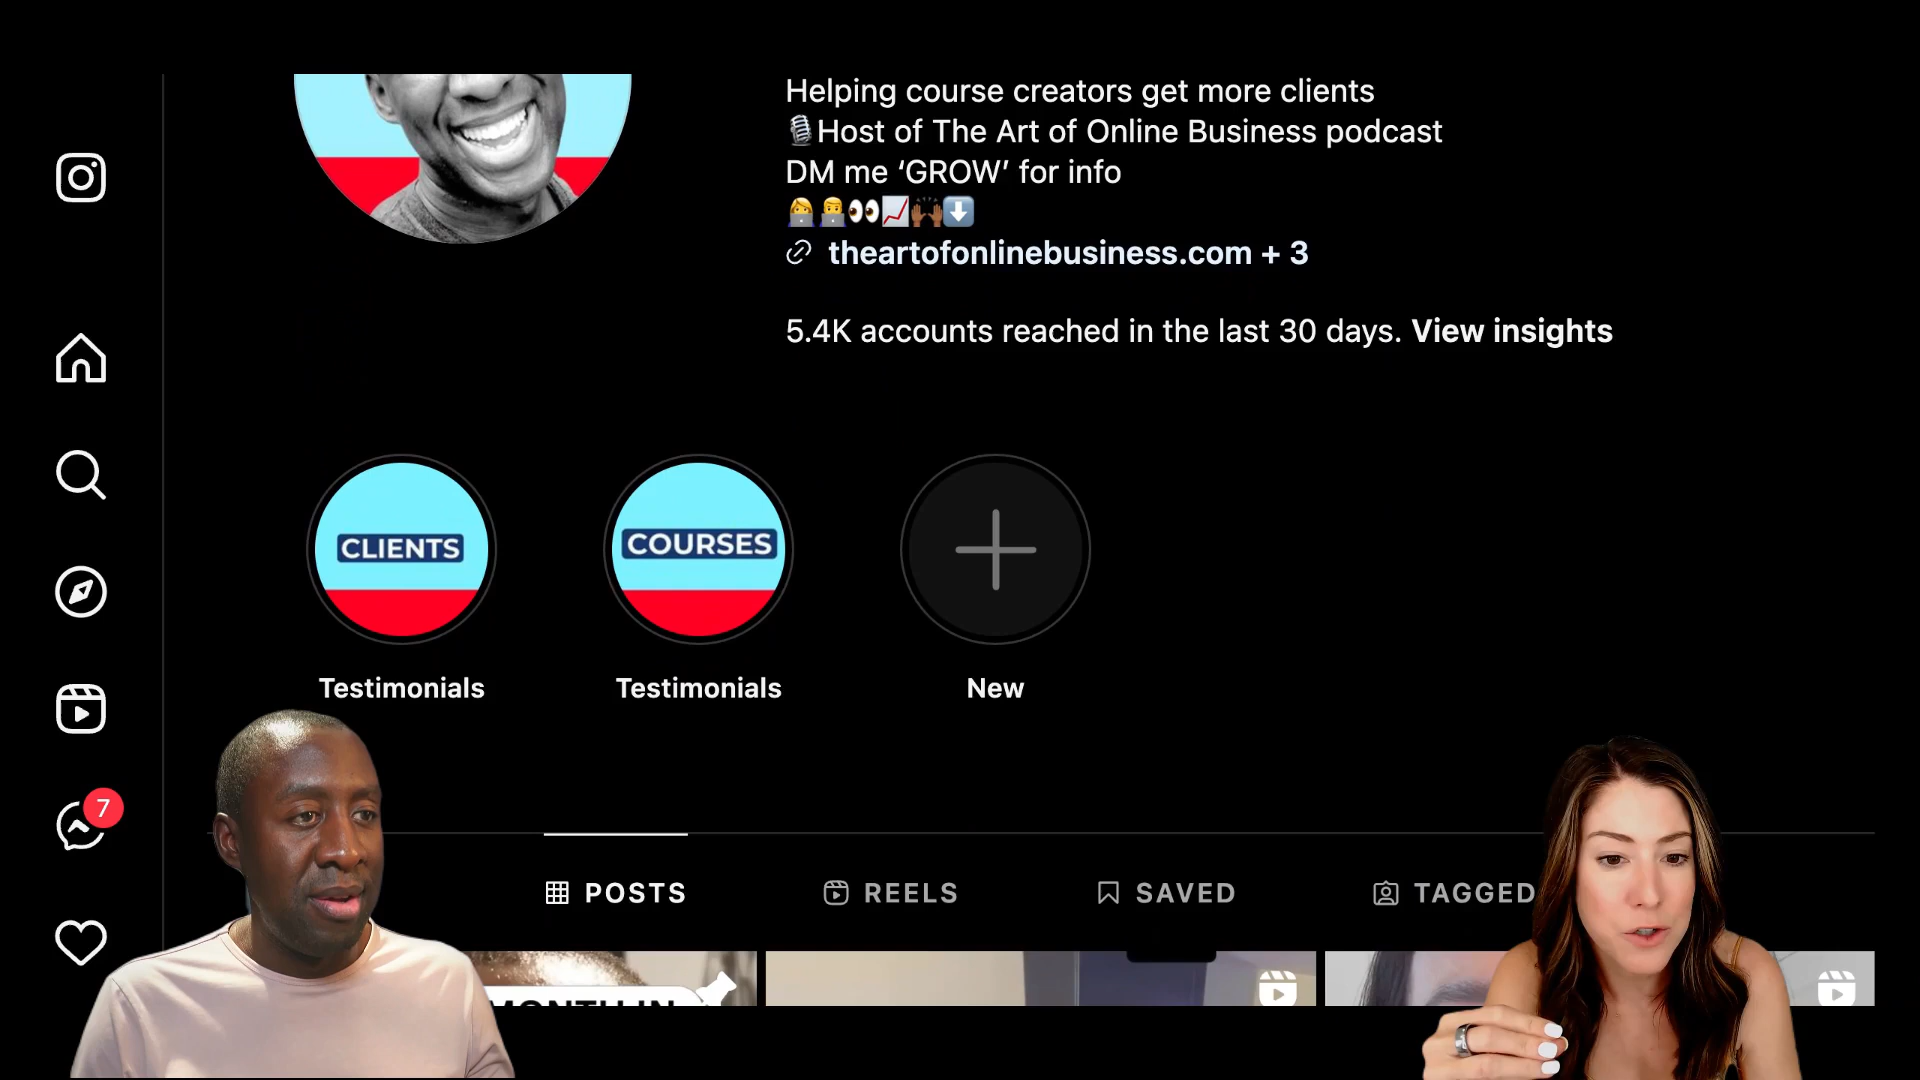 Helping course creators get more clients
🎙Host of The Art of Online Business podcast
DM me ‘GROW’ for info
👩‍💻👨‍💻👀📈🙌🏾⬇️
theartofonlinebusiness.com + 3
5.4K accounts reached in the last 30 days. View insights
CLIENTS
COURSES
Testimonials
Testimonials
New
7
POSTS
REELS
SAVED
TAGGED